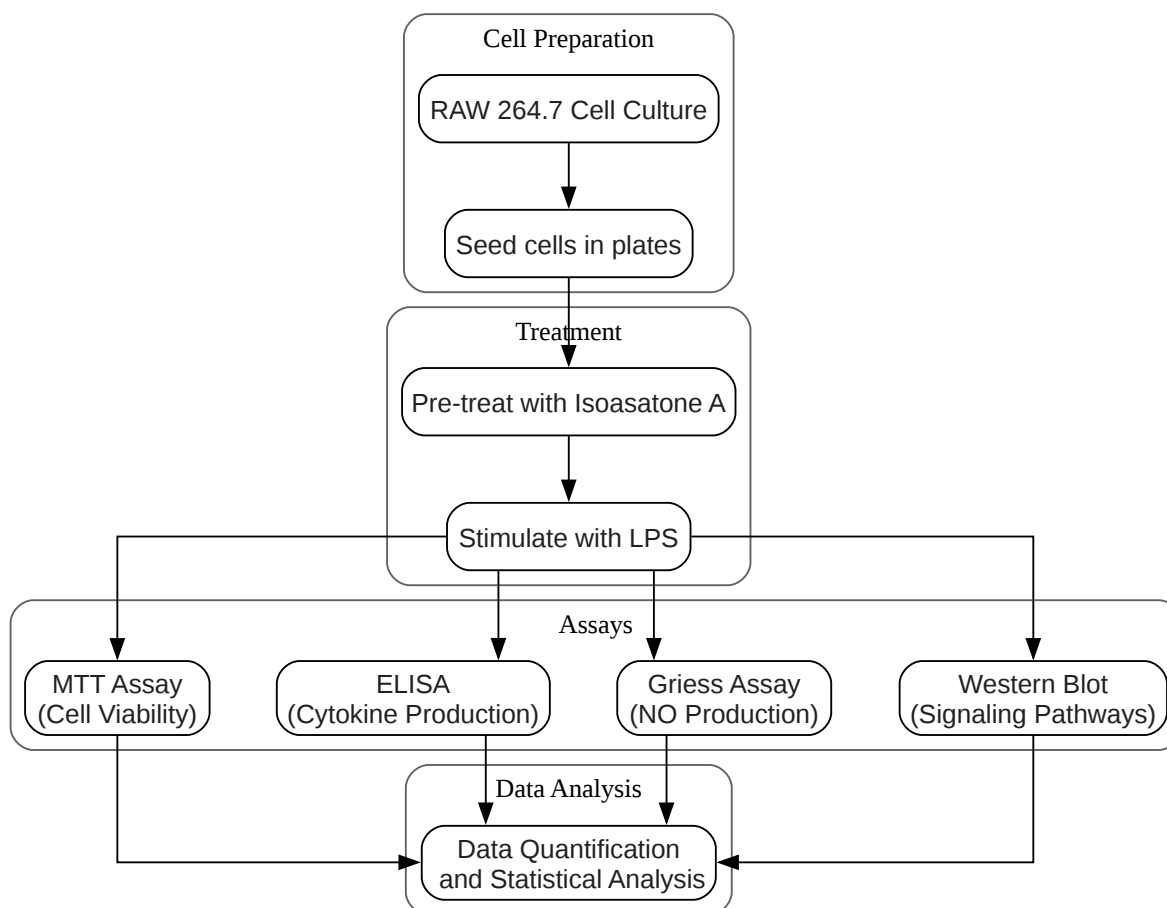 Cell Preparation
RAW 264.7 Cell Culture
Seed cells in plates
Treatment
Pre-treat with Isoasatone A
Stimulate with LPS
Assays
MTT Assay
(Cell Viability)
ELISA
(Cytokine Production)
Griess Assay
(NO Production)
Western Blot
(Signaling Pathways)
Data Analysis
Data Quantification
and Statistical Analysis